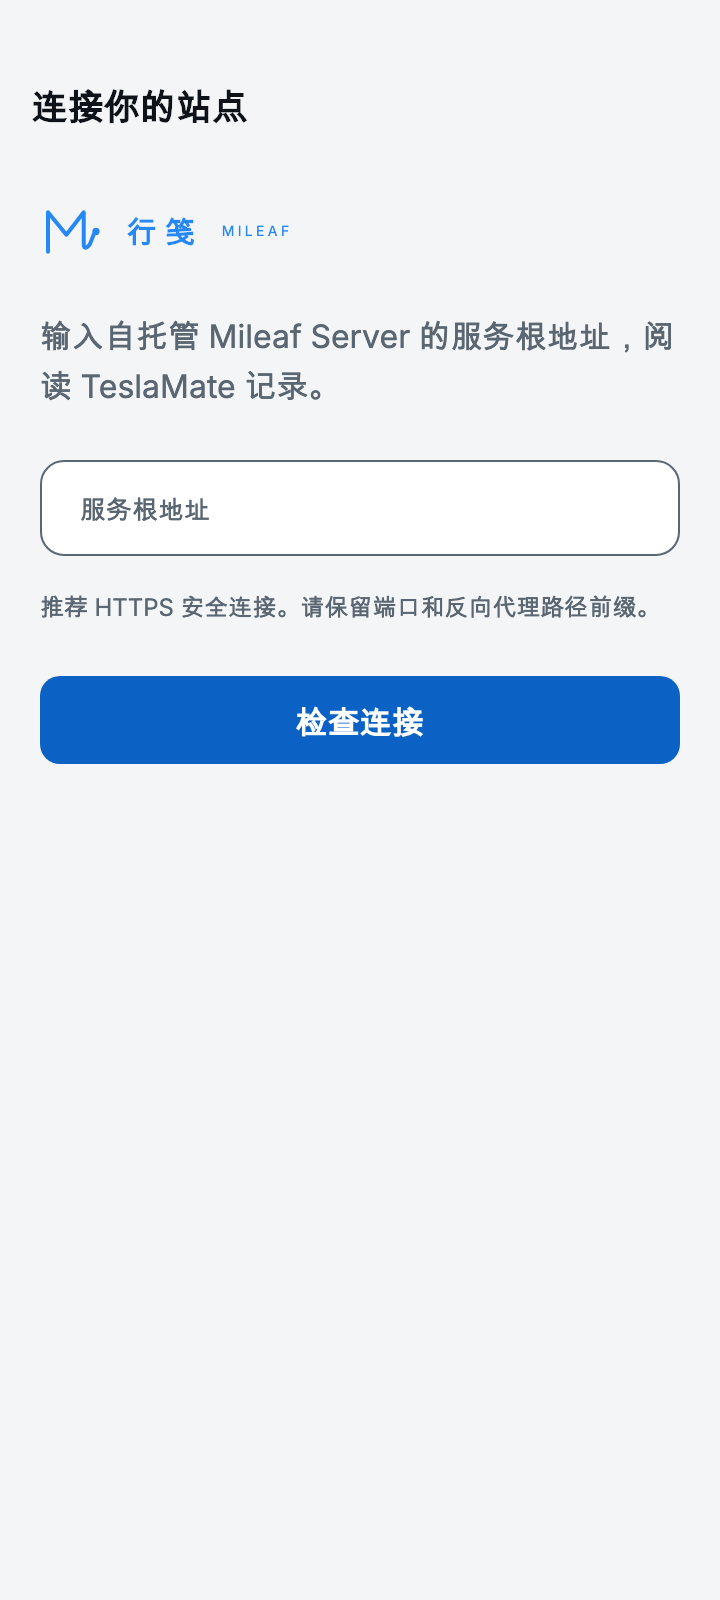 连接你的站点
行笺 MILEAF
输入自托管 Mileaf Server 的服务根地址，阅
读 TeslaMate 记录。
服务根地址
推荐 HTTPS 安全连接。请保留端口和反向代理路径前缀。
检查连接